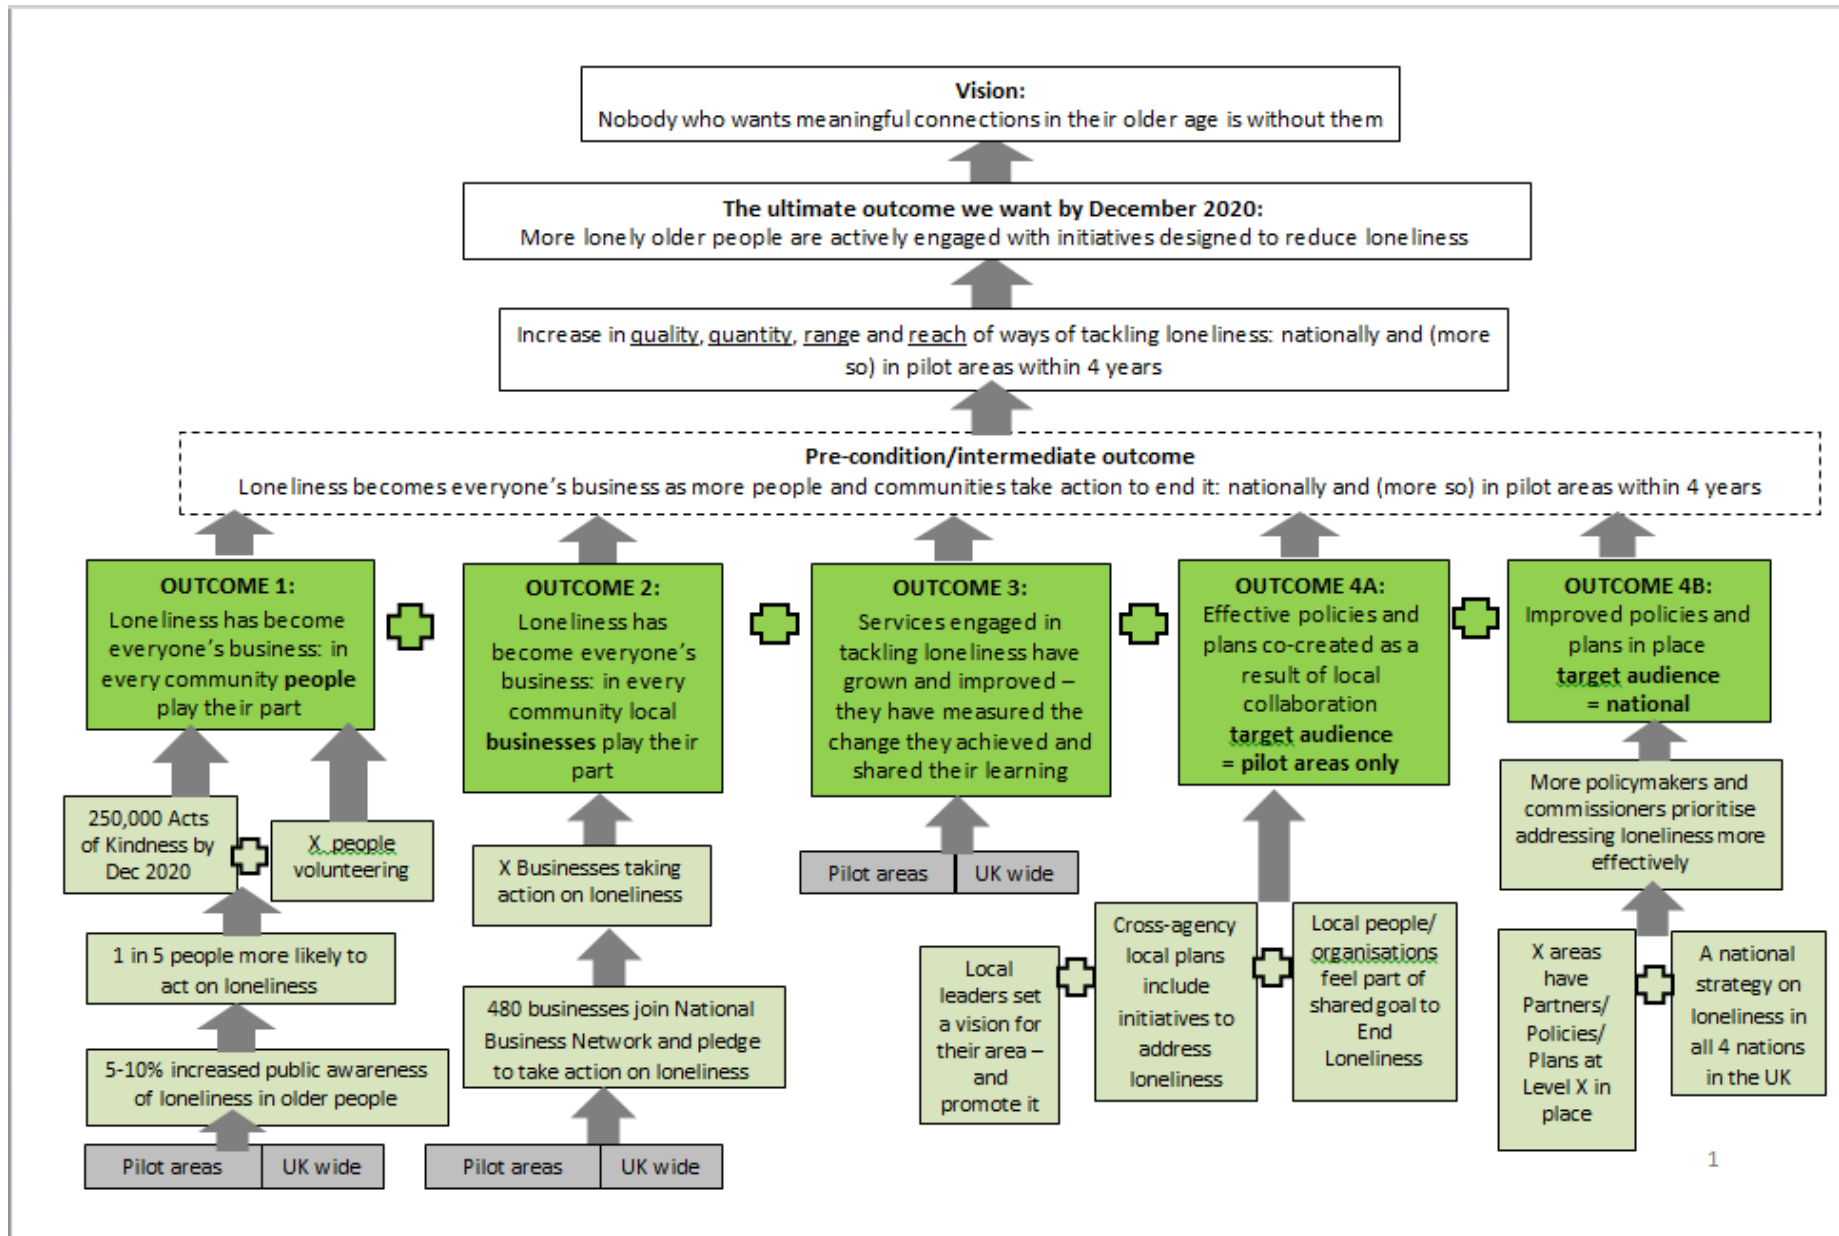 Vision:
Nobody who wants meaningful connections in their older age is without them
The ultimate outcome we want by December 2020:
More lonely older people are actively engaged with initiatives designed to reduce loneliness
Increase in quality, quantity, range and reach of ways of tackling loneliness: nationally and (more
so) in pilot areas within 4 years
Pre-condition/intermediate outcome
Loneliness becomes everyone's business as more people and communities take action to end it: nationally and (more so) in pilot areas within 4 years
OUTCOME 1:
Loneliness has become
everyone's business: in
every community people
play their part
OUTCOME 2:
Loneliness has
become everyone's
business: in every
community local
businesses play their
part
OUTCOME 3:
Services engaged in
tackling loneliness have
grown and improved –
they have measured the
change they achieved and
shared their learning
OUTCOME 4A:
Effective policies and
plans co-created as a
result of local
collaboration
target audience
= pilot areas only
OUTCOME 4B:
Improved policies and
plans in place
target audience
= national
250,000 Acts
of Kindness by
Dec 2020
X people
volunteering
1 in 5 people more likely to
act on loneliness
5-10% increased public awareness
of loneliness in older people
Pilot areas
UK wide
X Businesses taking
action on loneliness
480 businesses join National
Business Network and pledge
to take action on loneliness
Pilot areas
UK wide
Pilot areas
UK wide
Local
leaders set
a vision for
their area –
and
promote it
Cross-agency
local plans
include
initiatives to
address
loneliness
Local people/
organisations
feel part of
shared goal to
End
Loneliness
More policymakers and
commissioners prioritise
addressing loneliness more
effectively
X areas
have
Partners/
Policies/
Plans at
Level X in
place
A national
strategy on
loneliness in
all 4 nations
in the UK
1